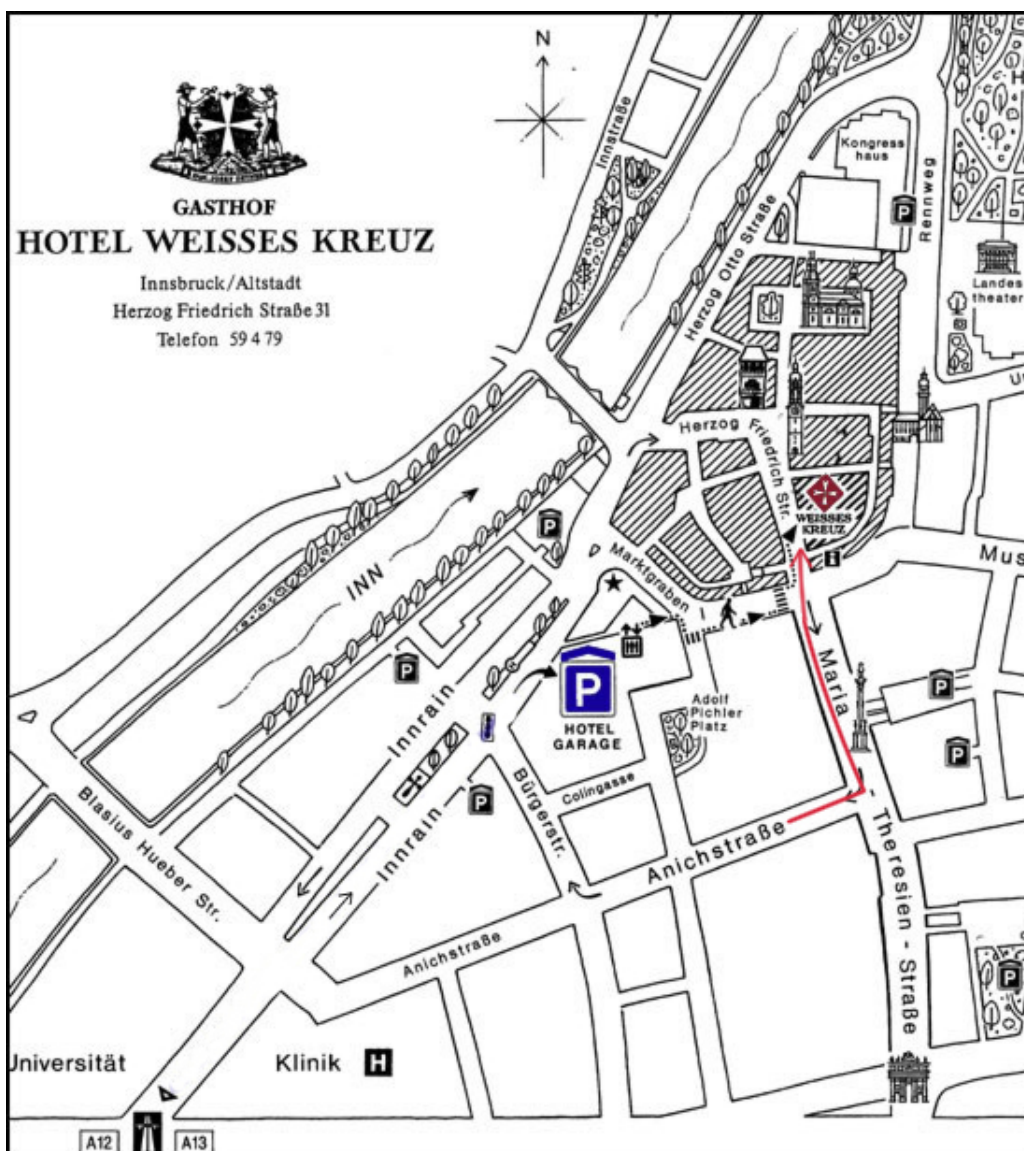 GASTHOF
HOTEL WEISSES KREUZ
Innsbruck/Altstadt
Herzog Friedrich Straße 31
Telefon 59 4 79
N
Innstraße
Kongress
haus
P
Rennweg
H
Landes
theater
Herzog Otto Straße
Herzog
Friedrich Str.
WEISSES
KREUZ
i
Mus
INN
P
Marktgraben
P
Innrain
P
HOTEL
GARAGE
Adolf
Pichler
Platz
Maria
P
P
P
Innrain
Bürgerstr.
Colingasse
Blasius Hueber Str.
Anichstraße
- Theresien - Straße
Anichstraße
P
Universität
Klinik H
A12
A13